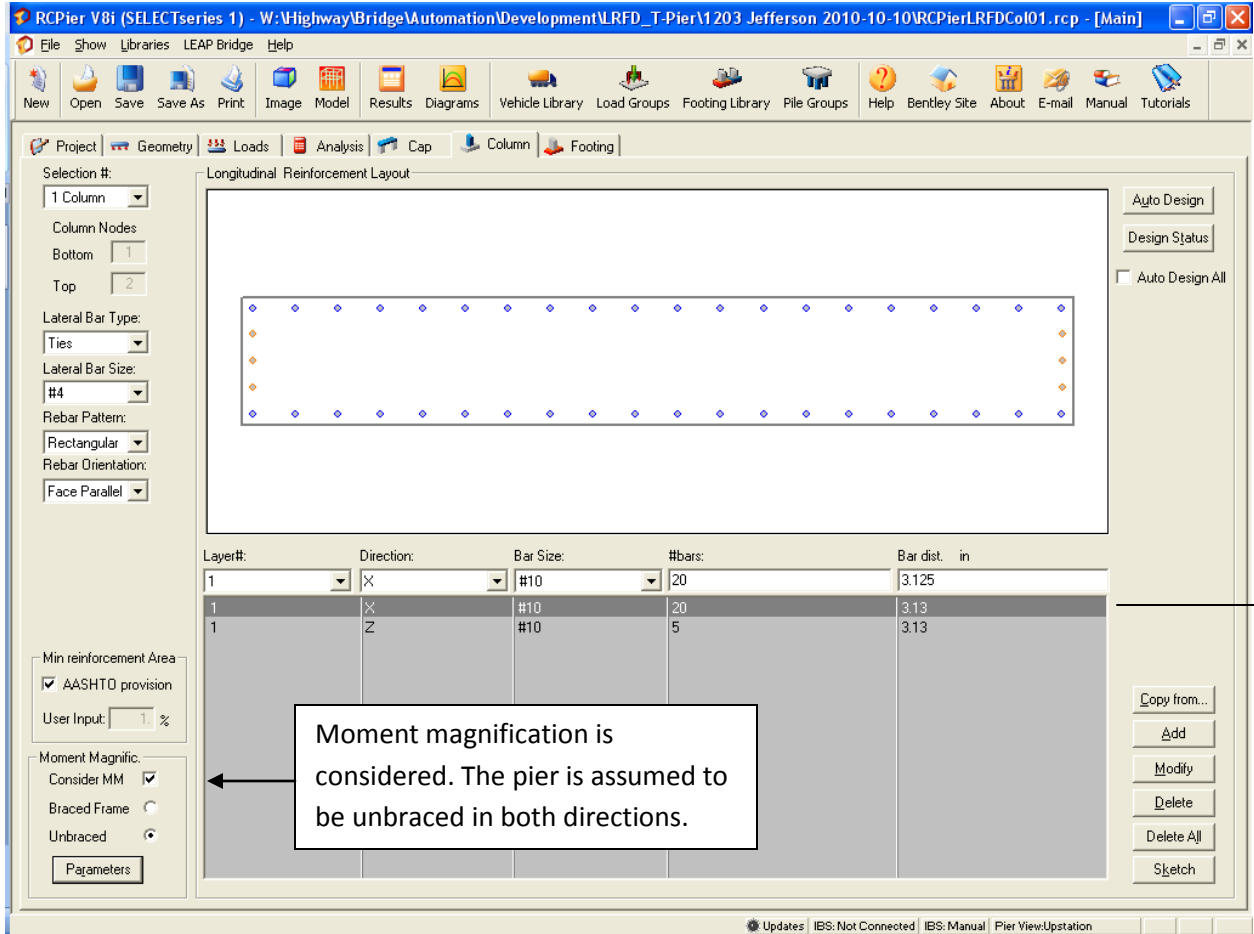 RCPier V8i (SELECTseries 1) - W:\Highway\Bridge\Automation\Development\LRFD_T-Pier\1203 Jefferson 2010-10-10\RCPierLRFDCol01.rcp - [Main]
File Show Libraries LEAP Bridge Help
New Open Save Save As Print Image Model Results Diagrams Vehicle Library Load Groups Footing Library Pile Groups Help Bentley Site About E-mail Manual Tutorials
Project Geometry Loads Analysis Cap Column Footing
Selection #:
1 Column
Column Nodes
Bottom 1
Top 2
Lateral Bar Type:
Ties
Lateral Bar Size:
#4
Rebar Pattern:
Rectangular
Rebar Orientation:
Face Parallel
Min reinforcement Area
AASHTO provision
User Input: 1. %
Moment Magnific.
Consider MM
Braced Frame
Unbraced
Parameters
Longitudinal Reinforcement Layout
Layer#: Direction: Bar Size: #bars: Bar dist. in
1 X #10 20 3.125
1 X #10 20 3.13
1 Z #10 5 3.13
Moment magnification is
considered. The pier is assumed to
be unbraced in both directions.
Auto Design
Design Status
Auto Design All
Copy from...
Add
Modify
Delete
Delete All
Sketch
Updates IBS: Not Connected IBS: Manual Pier View:Upstation